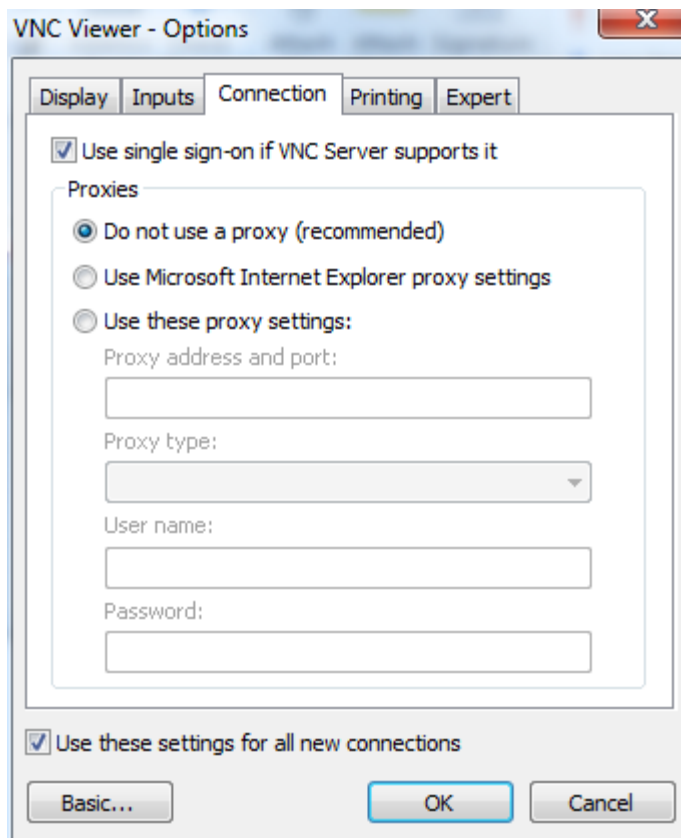 VNC Viewer - Options
Display Inputs Connection Printing Expert
Use single sign-on if VNC Server supports it
Proxies
Do not use a proxy (recommended)
Use Microsoft Internet Explorer proxy settings
Use these proxy settings:
Proxy address and port:
Proxy type:
User name:
Password:
Use these settings for all new connections
Basic... OK Cancel